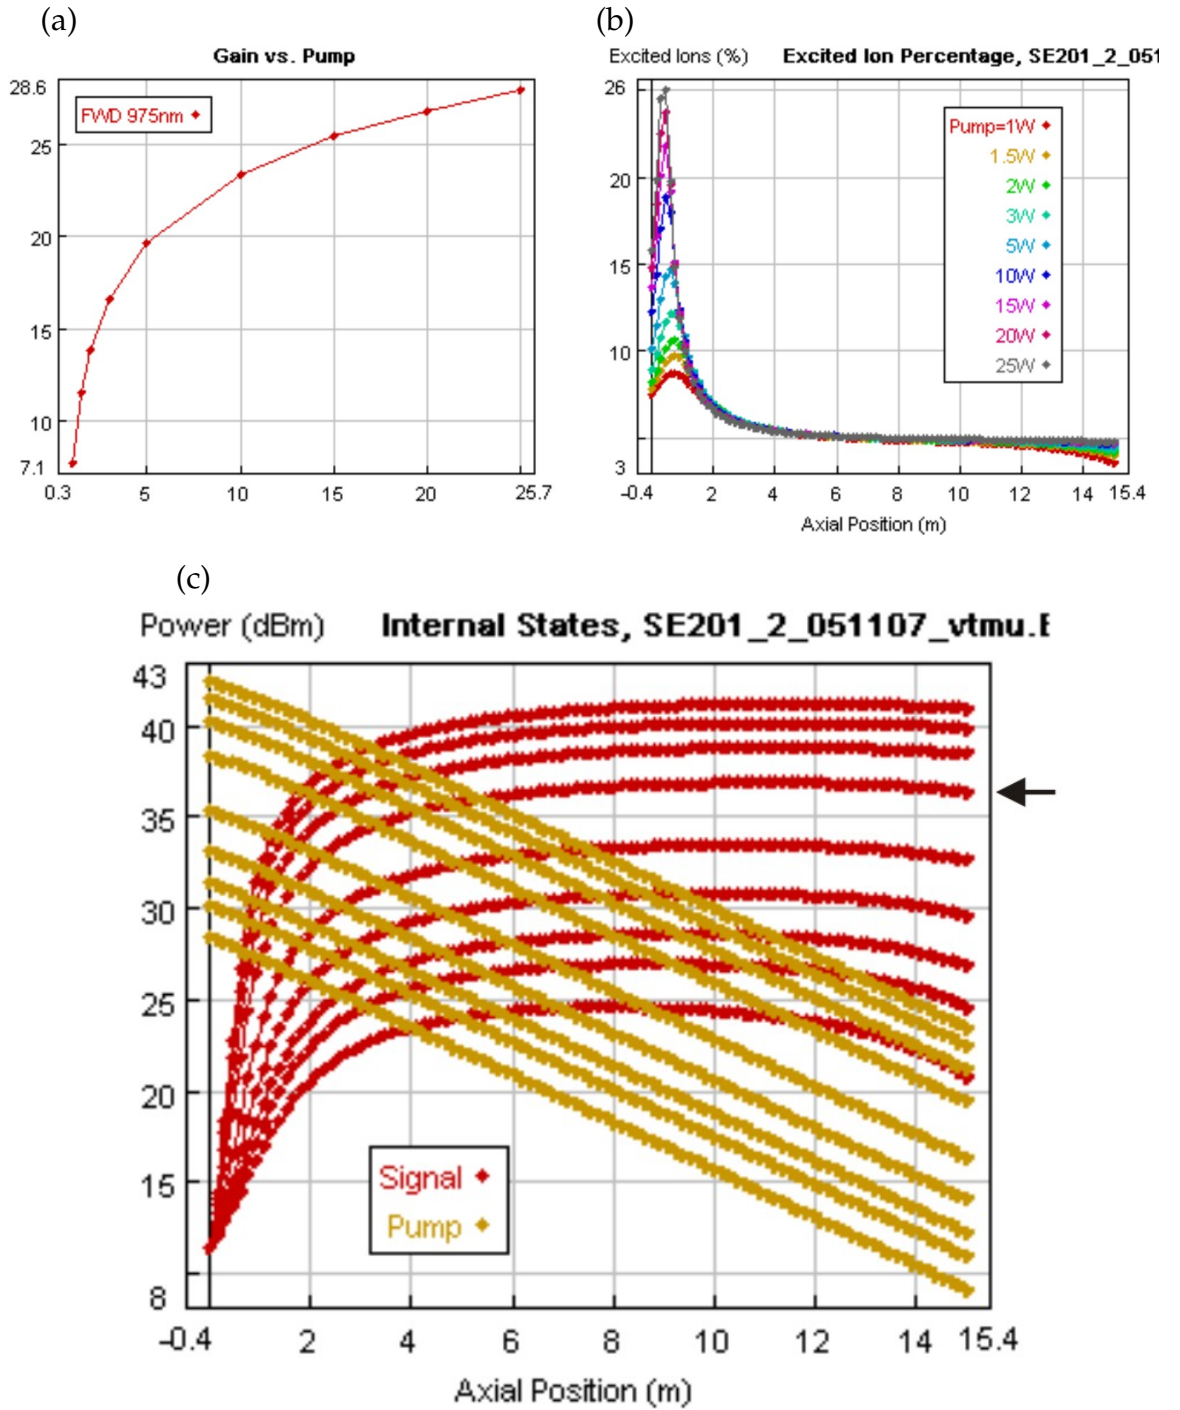 (a)
Gain vs. Pump
28.6
25
20
15
10
7.1
FWD 975nm
0.3 5 10 15 20 25.7
(b)
Excited Ions (%) Excited Ion Percentage, SE201_2_051
26
20
15
10
3
Pump=1W
1.5W
2W
3W
5W
10W
15W
20W
25W
-0.4 2 4 6 8 10 12 14 15.4
Axial Position (m)
(c)
Power (dBm) Internal States, SE201_2_051107_vtmu.E
43
40
35
30
25
20
15
8
Signal
Pump
-0.4 2 4 6 8 10 12 14 15.4
Axial Position (m)